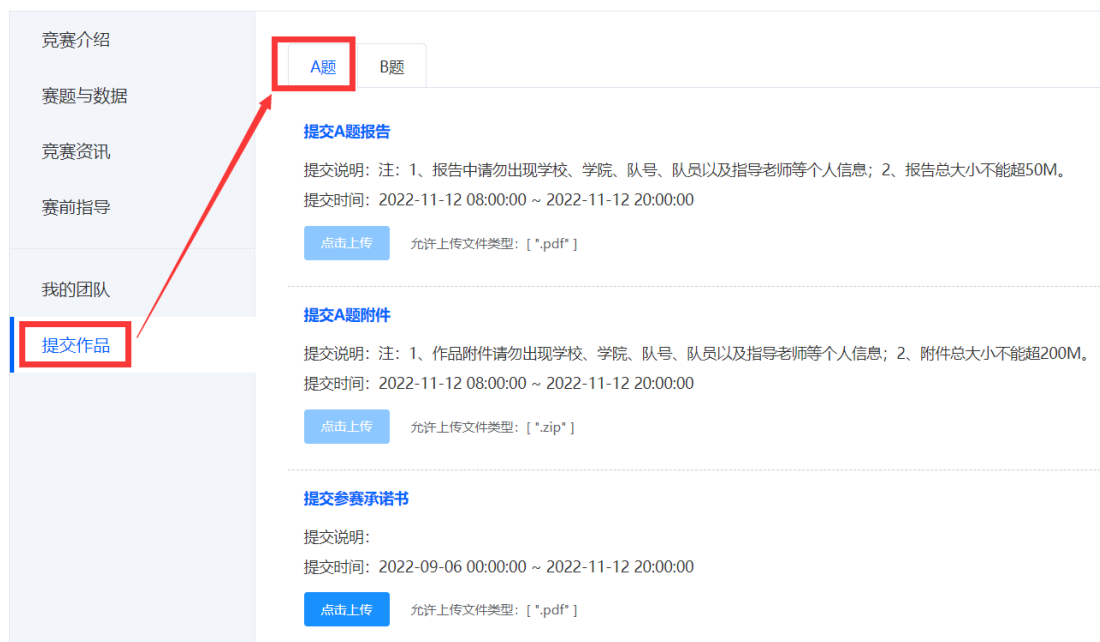 竞赛介绍
赛题与数据
竞赛资讯
赛前指导
我的团队
提交作品
A题
B题
提交A题报告
提交说明：注：1、报告中请勿出现学校、学院、队号、队员以及指导老师等个人信息；2、报告总大小不能超50M。
提交时间：2022-11-12 08:00:00 ~ 2022-11-12 20:00:00
点击上传 允许上传文件类型：[ ".pdf" ]
提交A题附件
提交说明：注：1、作品附件请勿出现学校、学院、队号、队员以及指导老师等个人信息；2、附件总大小不能超200M。
提交时间：2022-11-12 08:00:00 ~ 2022-11-12 20:00:00
点击上传 允许上传文件类型：[ ".zip" ]
提交参赛承诺书
提交说明：
提交时间：2022-09-06 00:00:00 ~ 2022-11-12 20:00:00
点击上传 允许上传文件类型：[ ".pdf" ]